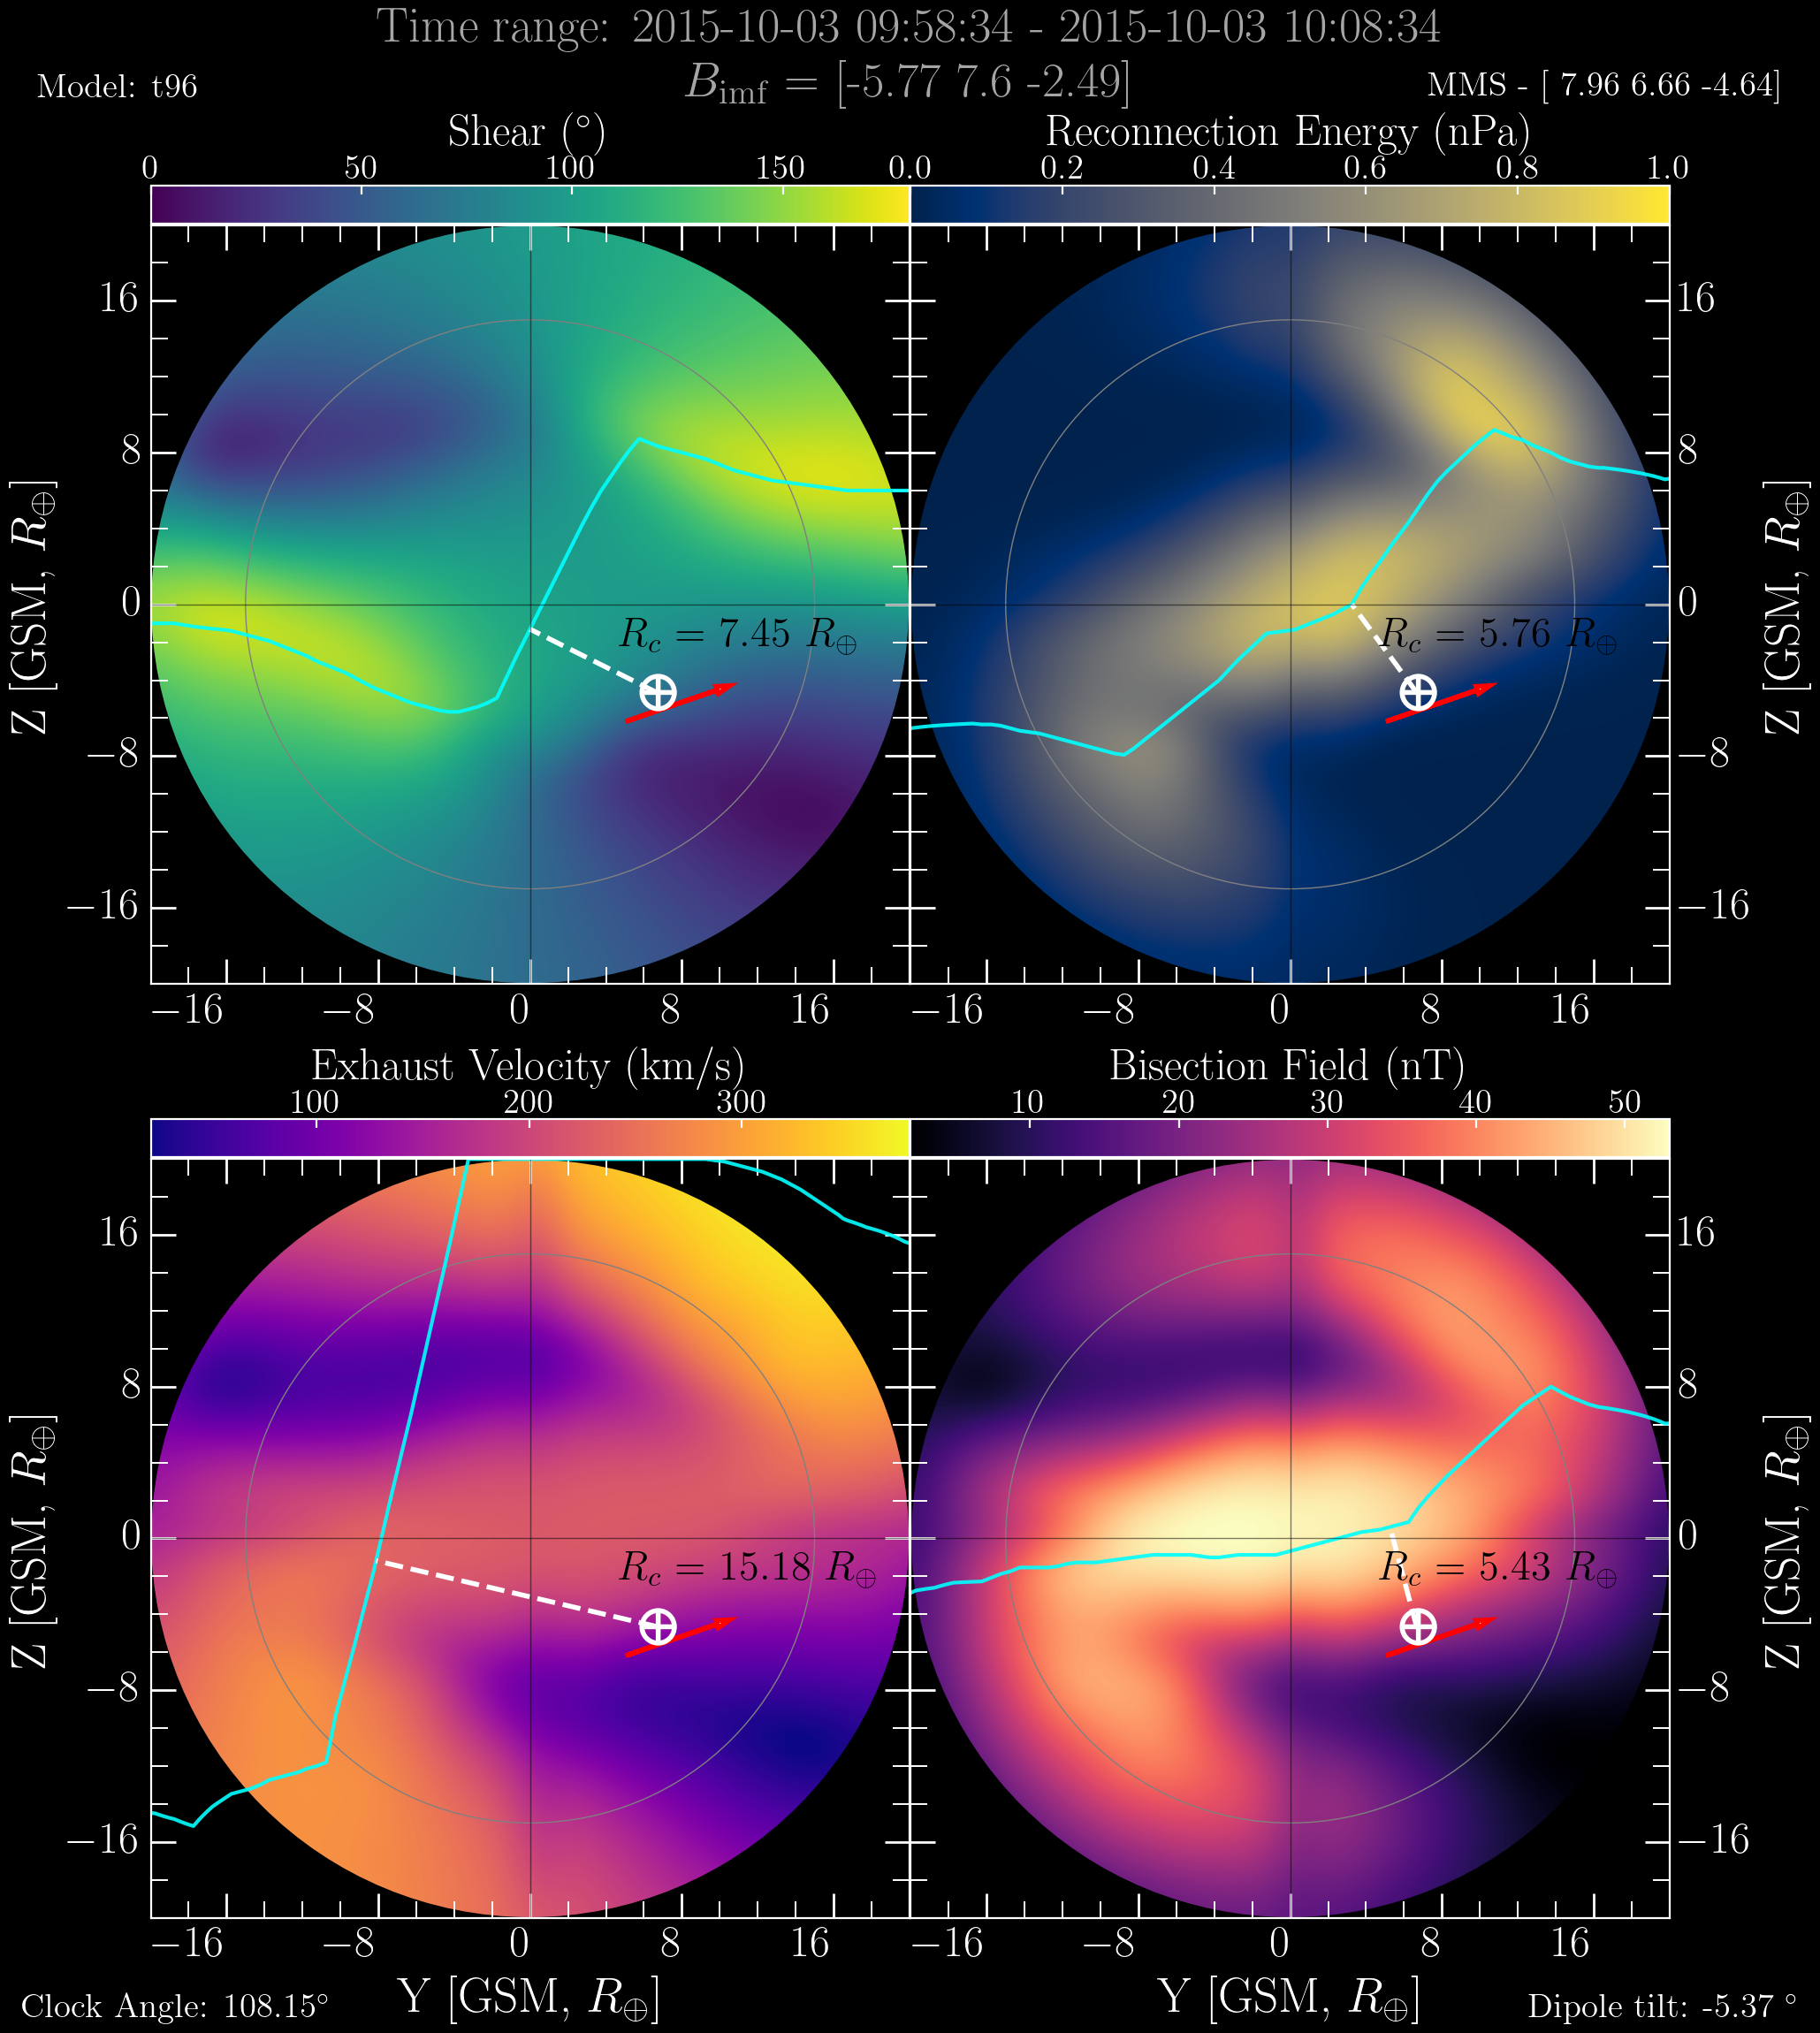 Time range: 2015-10-03 09:58:34 - 2015-10-03 10:08:34
Model: t96
B_imf = [-5.77 7.6 -2.49]
MMS - [ 7.96 6.66 -4.64]
Shear (°)
Reconnection Energy (nPa)
0 50 100 150
0.0 0.2 0.4 0.6 0.8 1.0
16
8
0
−8
−16
Z [GSM, R⊕]
R_c = 7.45 R⊕
−16 −8 0 8 16
R_c = 5.76 R⊕
16
8
0
−8
−16
Z [GSM, R⊕]
−16 −8 0 8 16
Exhaust Velocity (km/s)
Bisection Field (nT)
100 200 300
10 20 30 40 50
16
8
0
−8
−16
Z [GSM, R⊕]
R_c = 15.18 R⊕
−16 −8 0 8 16
Y [GSM, R⊕]
R_c = 5.43 R⊕
16
8
0
−8
−16
Z [GSM, R⊕]
−16 −8 0 8 16
Y [GSM, R⊕]
Clock Angle: 108.15°
Dipole tilt: -5.37 °